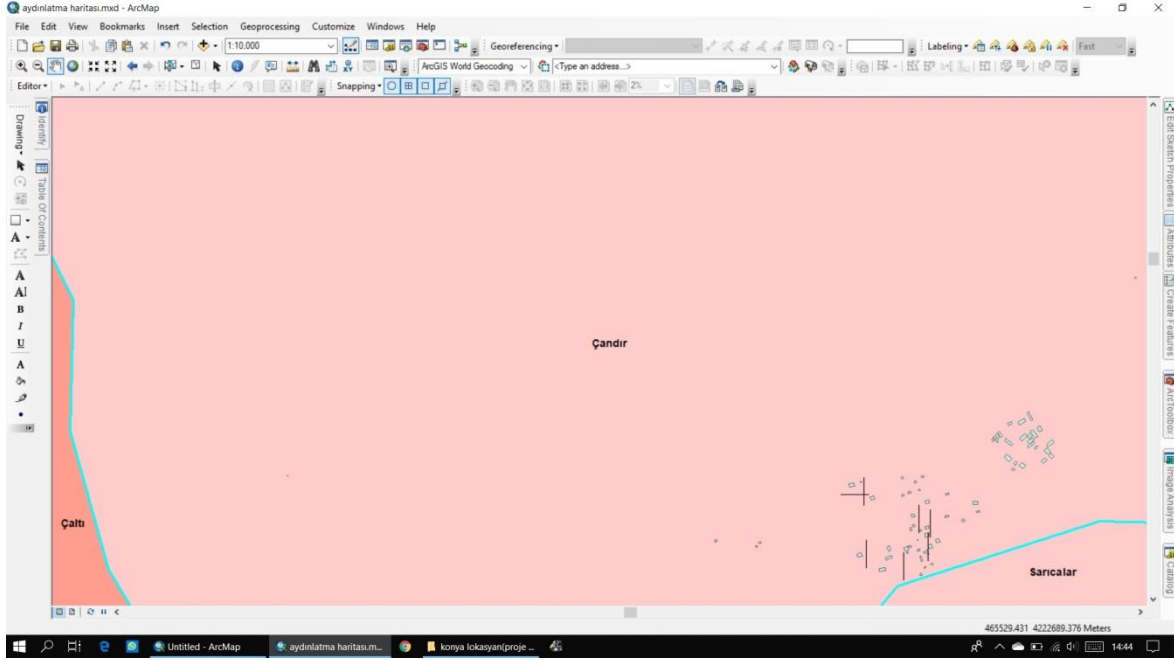 aydınlatma haritası.mxd - ArcMap
File Edit View Bookmarks Insert Selection Geoprocessing Customize Windows Help
1:10.000 Georeferencing Labeling Fast
ArcGIS World Geocoding <Type an address...>
Editor Snapping 2%
Drawing
Identify
Table Of Contents
A
A
B
I
U
A
Çandır
Çaltı
Sarıcalar
Edit Sketch Properties
Attributes
Create Features
ArcToolbox
Image Analysis
Catalog
465529.431 4222689.376 Meters
Untitled - ArcMap aydınlatma haritası.m... konya lokasyan(proje ... 14:44